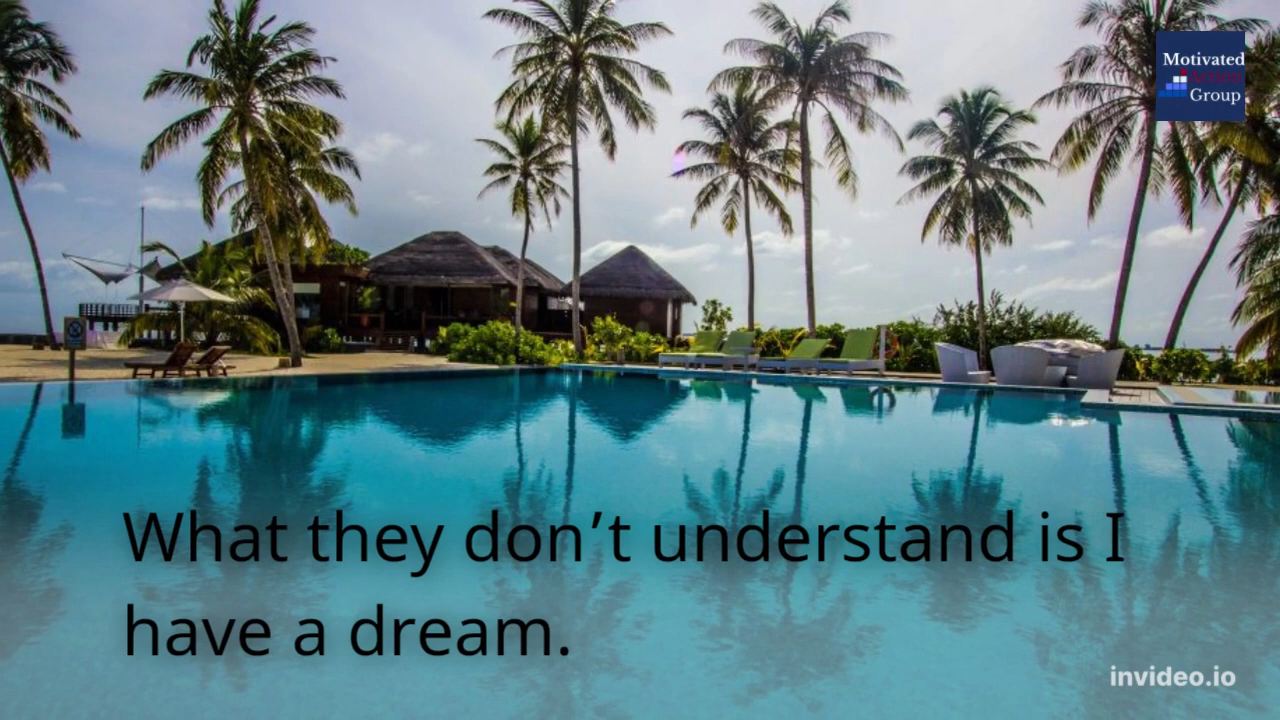 Motivated
Action
Group
What they don’t understand is I
have a dream.
invideo.io